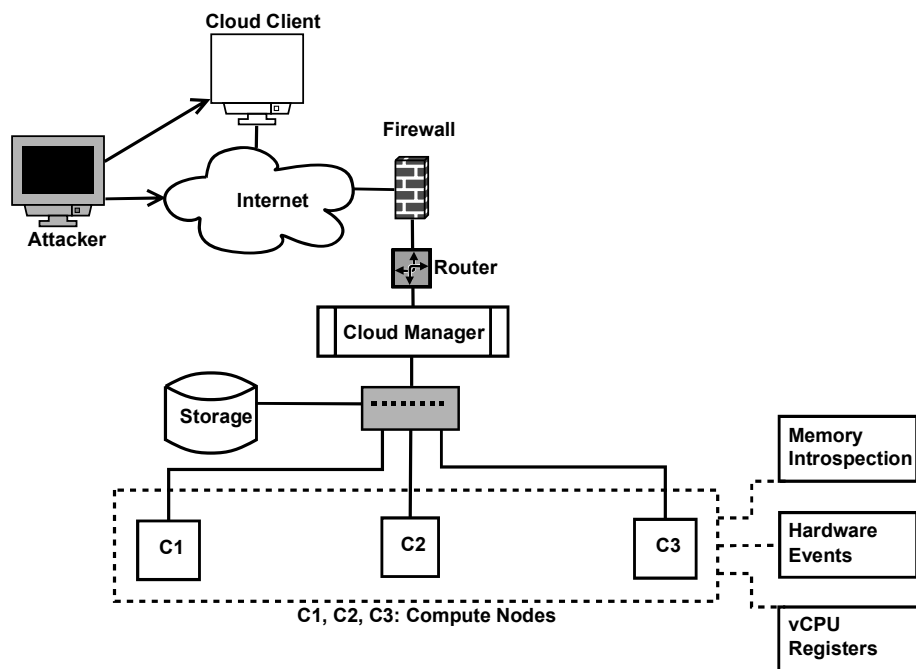 Cloud Client
Firewall
Internet
Attacker
Router
Cloud Manager
Storage
Memory
Introspection
C1
C2
C3
Hardware
Events
C1, C2, C3: Compute Nodes
vCPU
Registers